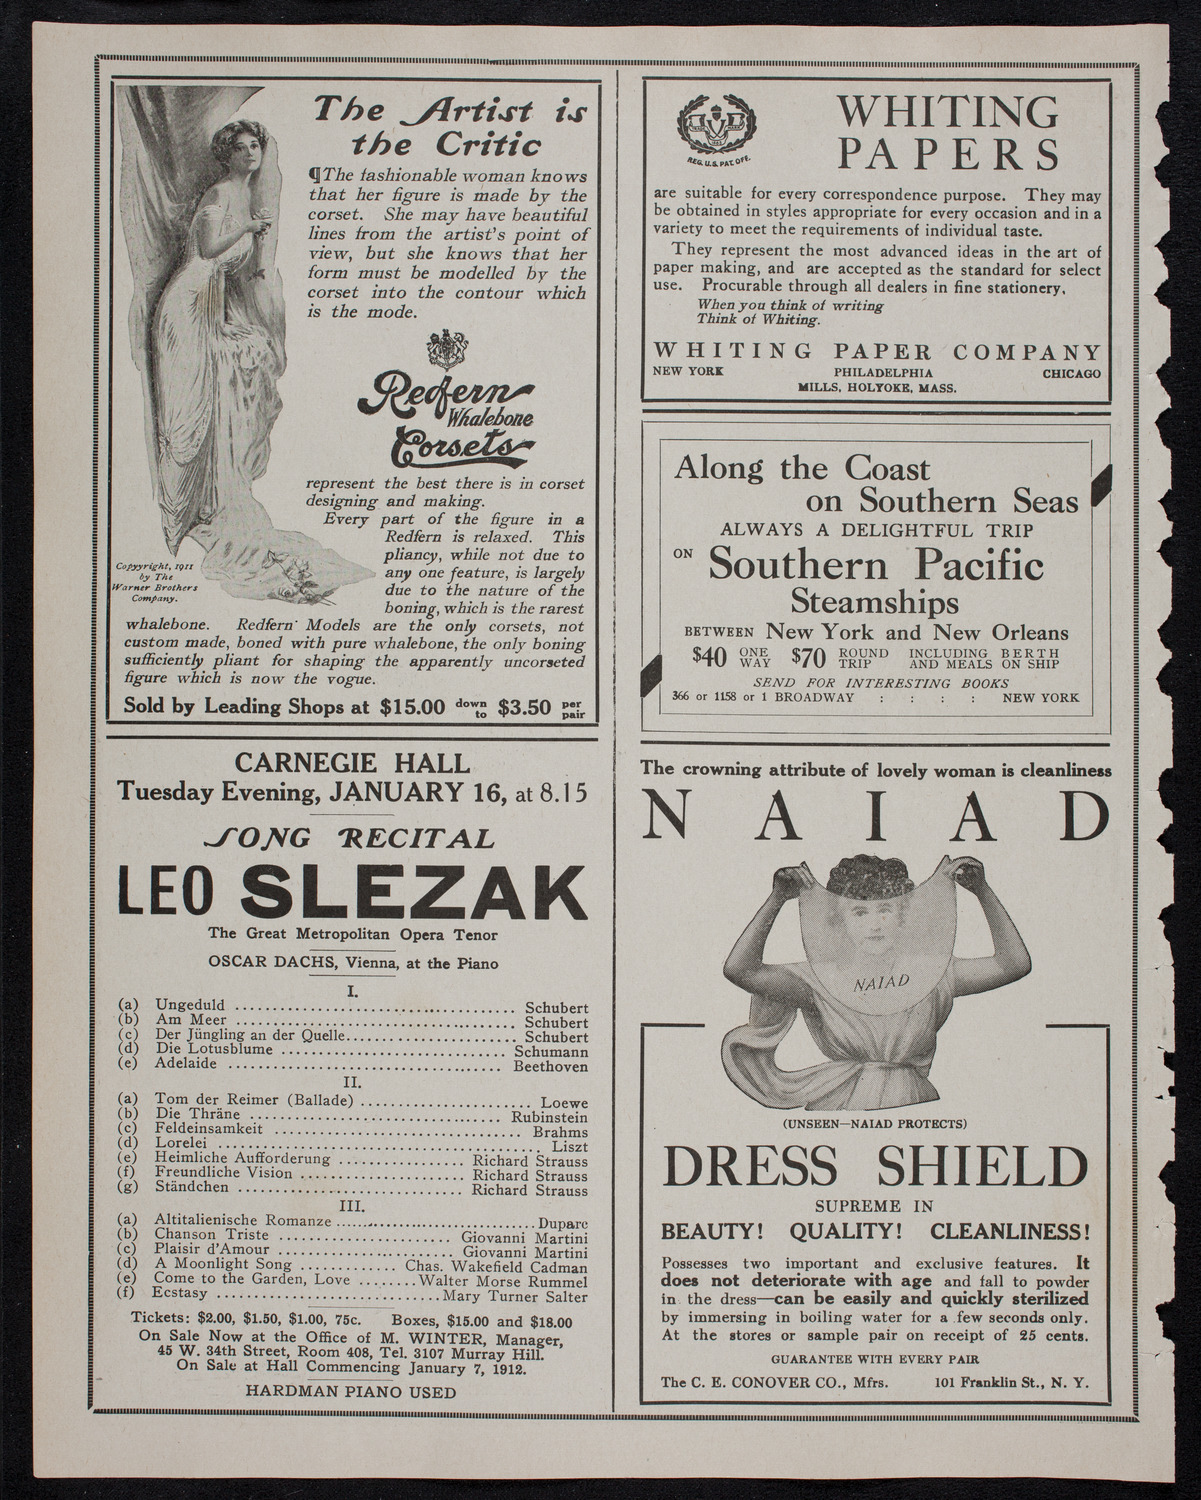 The Artist is
the Critic
¶The fashionable woman knows
that her figure is made by the
corset. She may have beautiful
lines from the artist's point of
view, but she knows that her
form must be modelled by the
corset into the contour which
is the mode.
Redfern
Whalebone
Corsets
represent the best there is in corset
designing and making.
Every part of the figure in a
Redfern is relaxed. This
pliancy, while not due to
any one feature, is largely
due to the nature of the
boning, which is the rarest
Copyright, 1911
by The
Warner Brothers
Company.
whalebone. Redfern Models are the only corsets, not
custom made, boned with pure whalebone, the only boning
sufficiently pliant for shaping the apparently uncorseted
figure which is now the vogue.
Sold by Leading Shops at $15.00 down to $3.50 per pair
CARNEGIE HALL
Tuesday Evening, JANUARY 16, at 8.15
SONG RECITAL
LEO SLEZAK
The Great Metropolitan Opera Tenor
OSCAR DACHS, Vienna, at the Piano
I.
(a) Ungeduld ........ Schubert
(b) Am Meer ........ Schubert
(c) Der Jüngling an der Quelle........ Schubert
(d) Die Lotusblume ........ Schumann
(e) Adelaide ........ Beethoven
II.
(a) Tom der Reimer (Ballade) ........ Loewe
(b) Die Thräne ........ Rubinstein
(c) Feldeinsamkeit ........ Brahms
(d) Lorelei ........ Liszt
(e) Heimliche Aufforderung ........ Richard Strauss
(f) Freundliche Vision ........ Richard Strauss
(g) Ständchen ........ Richard Strauss
III.
(a) Altitalienische Romanze ........ Duparc
(b) Chanson Triste ........ Giovanni Martini
(c) Plaisir d'Amour ........ Giovanni Martini
(d) A Moonlight Song ........ Chas. Wakefield Cadman
(e) Come to the Garden, Love ........ Walter Morse Rummel
(f) Ecstasy ........ Mary Turner Salter
Tickets: $2.00, $1.50, $1.00, 75c. Boxes, $15.00 and $18.00
On Sale Now at the Office of M. WINTER, Manager,
45 W. 34th Street, Room 408, Tel. 3107 Murray Hill.
On Sale at Hall Commencing January 7, 1912.
HARDMAN PIANO USED
WHITING
PAPERS
REG. U.S. PAT. OFF.
are suitable for every correspondence purpose. They may
be obtained in styles appropriate for every occasion and in a
variety to meet the requirements of individual taste.
They represent the most advanced ideas in the art of
paper making, and are accepted as the standard for select
use. Procurable through all dealers in fine stationery.
When you think of writing
Think of Whiting.
WHITING PAPER COMPANY
NEW YORK PHILADELPHIA CHICAGO
MILLS, HOLYOKE, MASS.
Along the Coast
on Southern Seas
ALWAYS A DELIGHTFUL TRIP
ON Southern Pacific
Steamships
BETWEEN New York and New Orleans
$40 ONE WAY $70 ROUND TRIP INCLUDING BERTH AND MEALS ON SHIP
SEND FOR INTERESTING BOOKS
366 or 1158 or 1 BROADWAY : : : : NEW YORK
The crowning attribute of lovely woman is cleanliness
NAIAD
NAIAD
(UNSEEN—NAIAD PROTECTS)
DRESS SHIELD
SUPREME IN
BEAUTY! QUALITY! CLEANLINESS!
Possesses two important and exclusive features. It
does not deteriorate with age and fall to powder
in the dress—can be easily and quickly sterilized
by immersing in boiling water for a few seconds only.
At the stores or sample pair on receipt of 25 cents.
GUARANTEE WITH EVERY PAIR
The C. E. CONOVER CO., Mfrs. 101 Franklin St., N. Y.